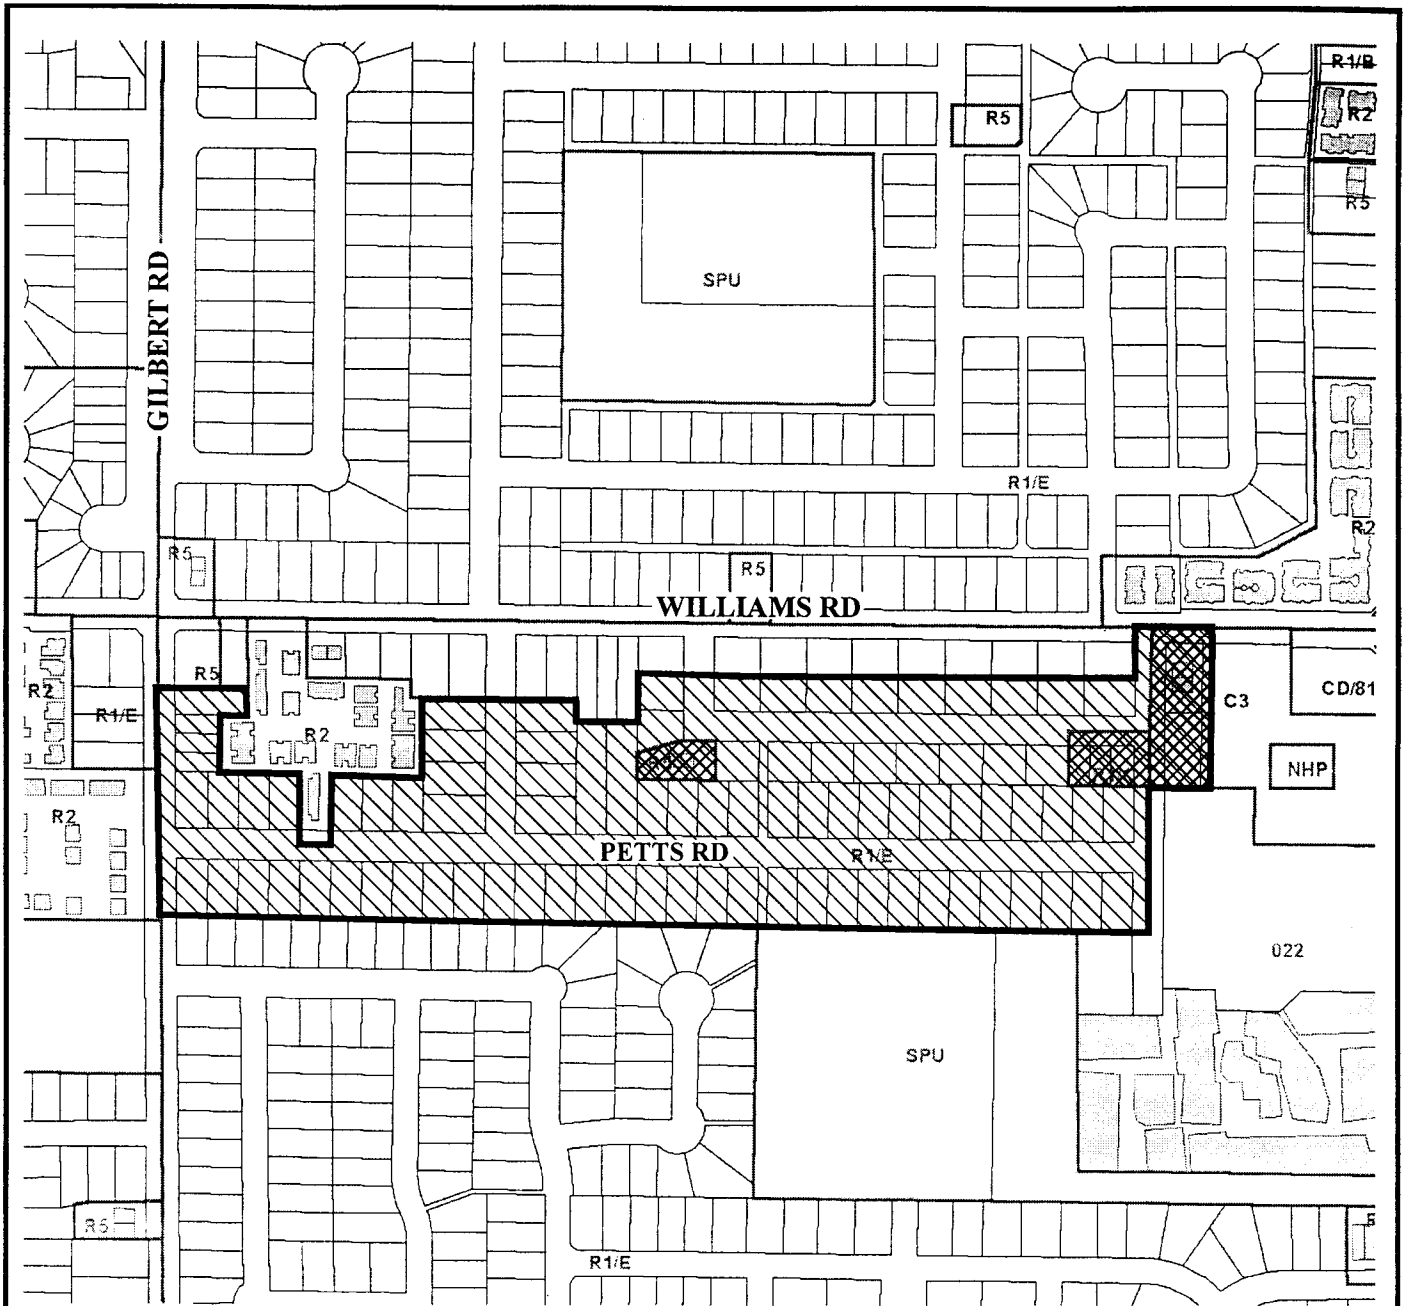 R1/B
R2
R5
R5
SPU
GILBERT RD
R1/E
R2
R5
R5
WILLIAMS RD
R5
R2
R1/E
R2
C3
CD/81
NHP
R2
PETTS RD
R1/E
022
SPU
R5
R1/E